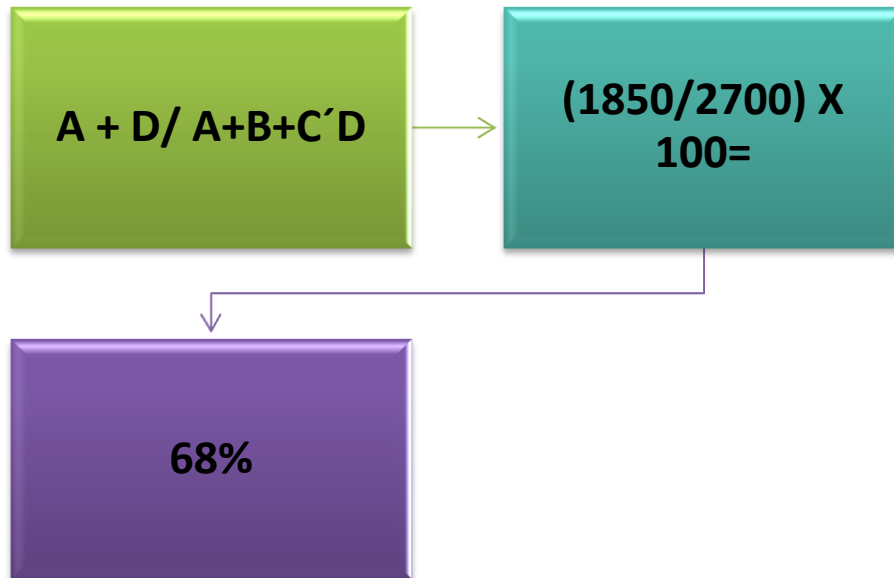 A + D/ A+B+C´D
(1850/2700) X
100=
68%